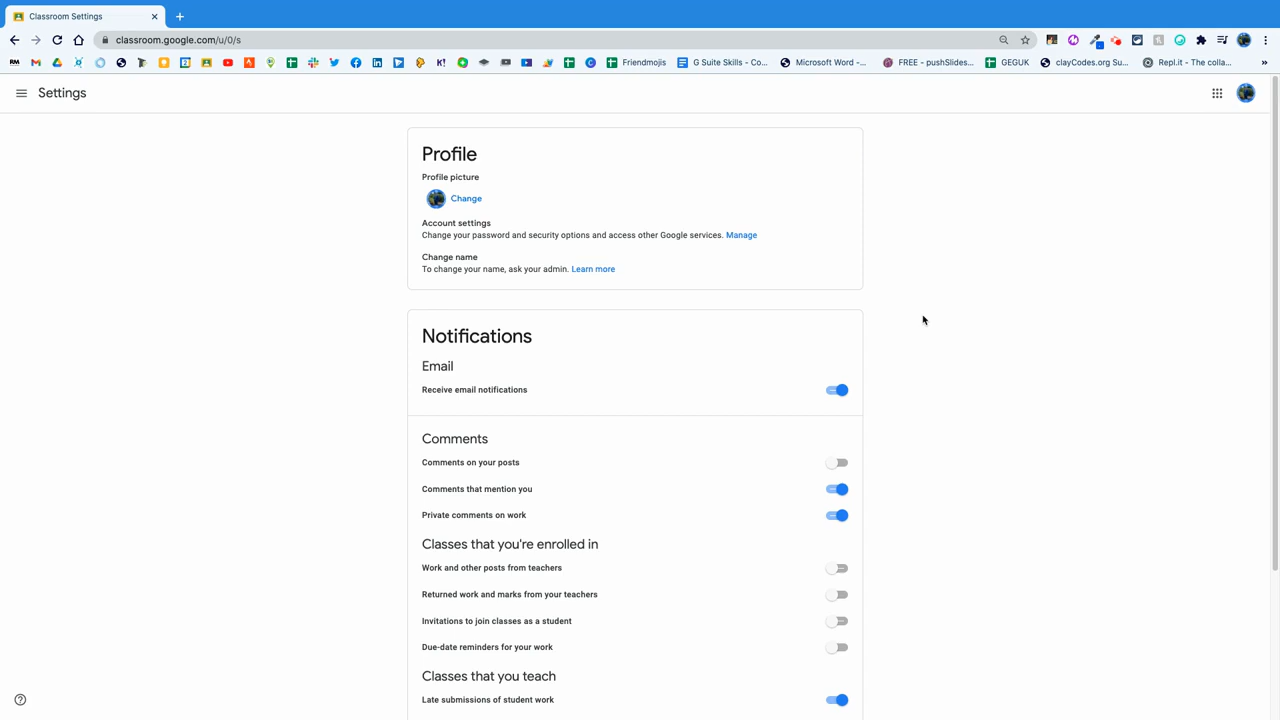 Classroom Settings
classroom.google.com/u/0/s
Friendmojis
G Suite Skills - Co...
Microsoft Word -...
FREE - pushSlides...
GEGUK
clayCodes.org Su...
Repl.it - The colla...
Settings
Profile
Profile picture
Change
Account settings
Change your password and security options and access other Google services. Manage
Change name
To change your name, ask your admin. Learn more
Notifications
Email
Receive email notifications
Comments
Comments on your posts
Comments that mention you
Private comments on work
Classes that you're enrolled in
Work and other posts from teachers
Returned work and marks from your teachers
Invitations to join classes as a student
Due-date reminders for your work
Classes that you teach
Late submissions of student work